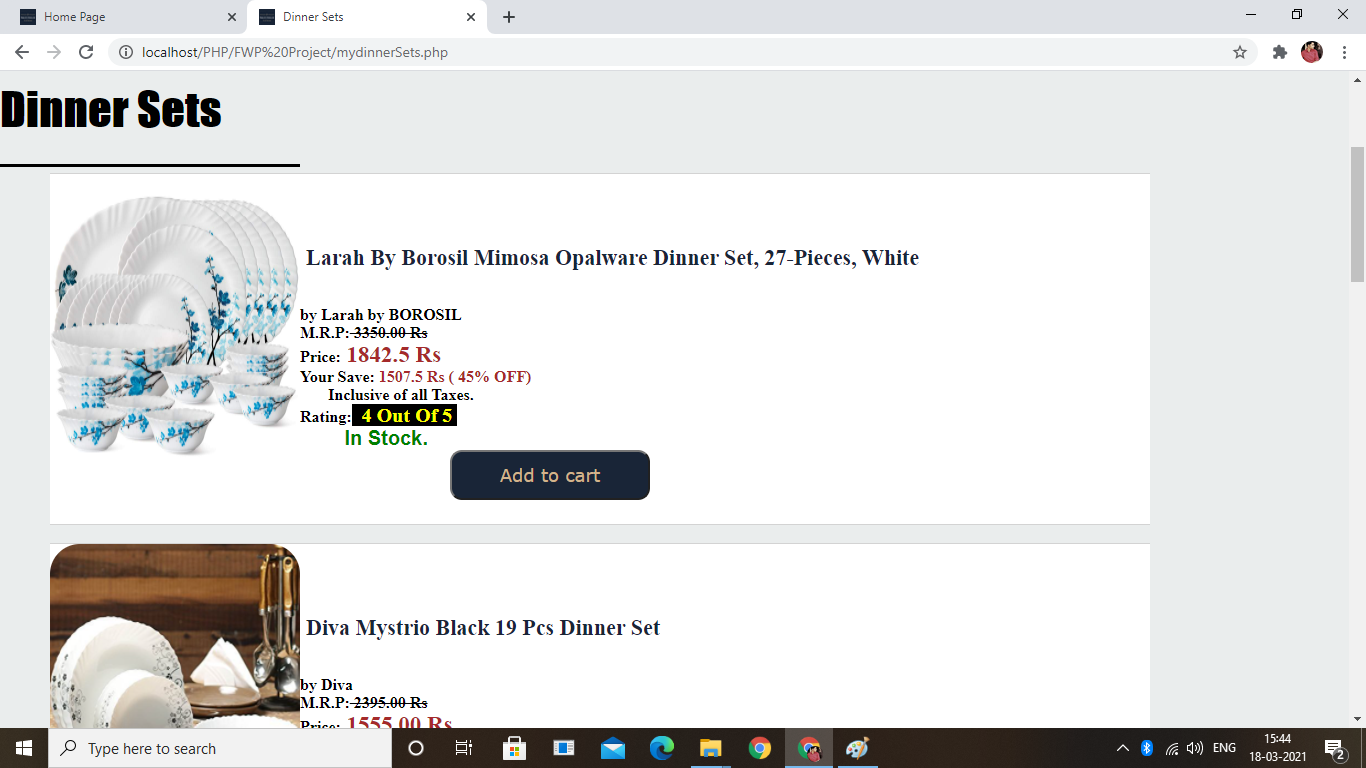 Home Page
Dinner Sets
localhost/PHP/FWP%20Project/mydinnerSets.php
Dinner Sets
Larah By Borosil Mimosa Opalware Dinner Set, 27-Pieces, White
by Larah by BOROSIL
M.R.P: 3350.00 Rs
Price: 1842.5 Rs
Your Save: 1507.5 Rs ( 45% OFF)
Inclusive of all Taxes.
Rating: 4 Out Of 5
In Stock.
Add to cart
Diva Mystrio Black 19 Pcs Dinner Set
by Diva
M.R.P: 2395.00 Rs
Price: 1555.00 Rs
Type here to search
ENG
15:44
18-03-2021
2